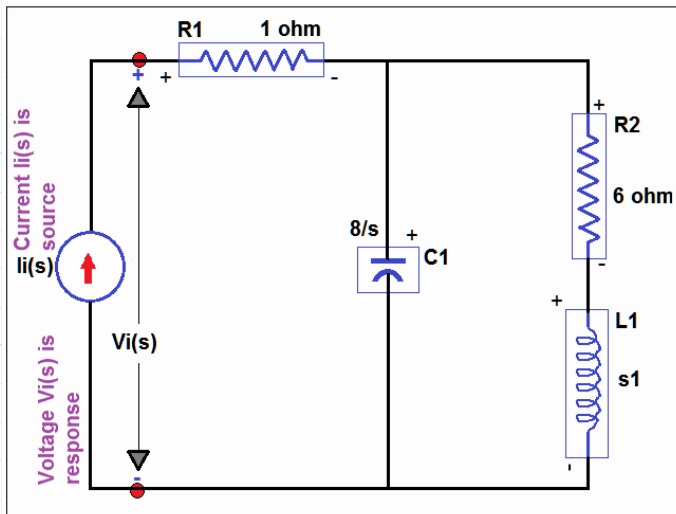 R1
1 ohm
+
+
-
+
R2
6 ohm
-
Current Ii(s) is
source
Ii(s)
8/s
+
C1
+
L1
s1
-
Vi(s)
Voltage Vi(s) is
response
-